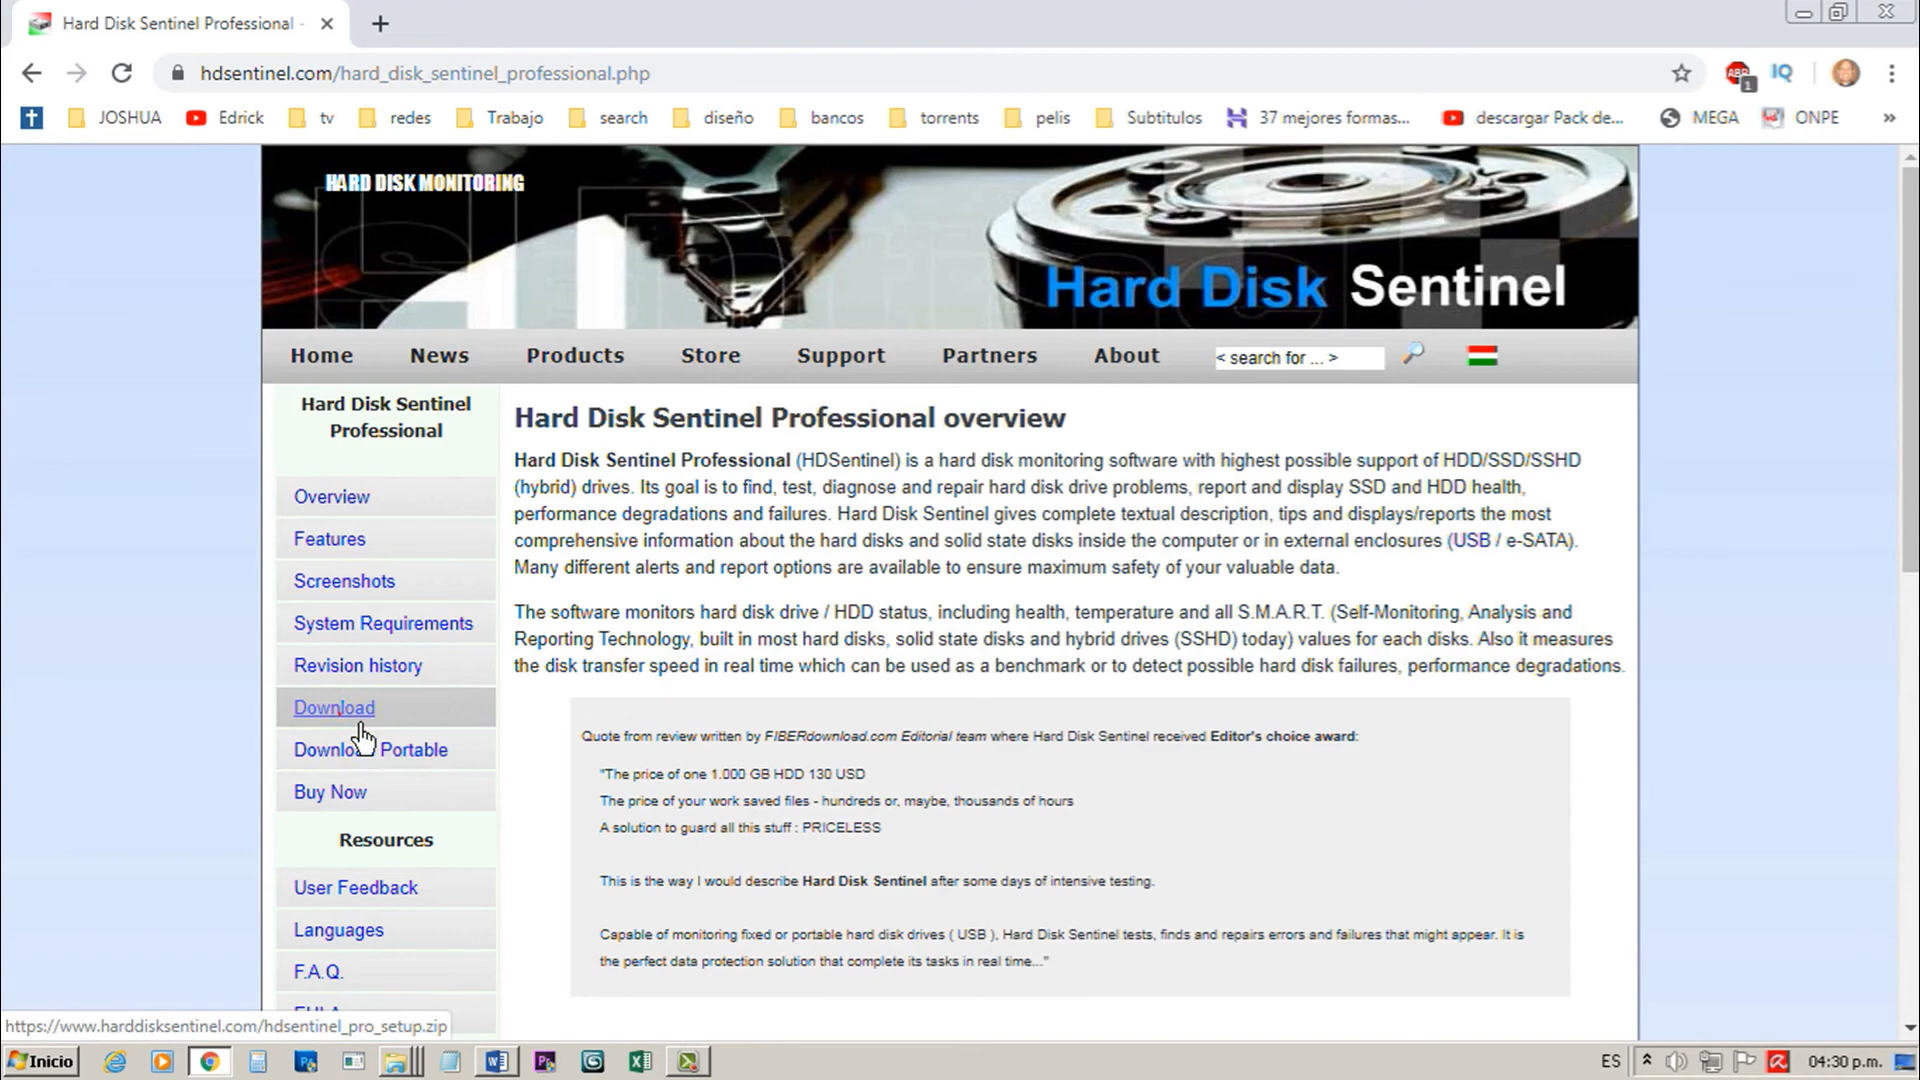 Hard Disk Sentinel Professional -
hdsentinel.com/hard_disk_sentinel_professional.php
ABP
1
IQ
JOSHUA
Edrick
tv
redes
Trabajo
search
diseño
bancos
torrents
pelis
Subtitulos
37 mejores formas...
descargar Pack de...
MEGA
ONPE
»
HARD DISK MONITORING
Hard Disk Sentinel
Home News Products Store Support Partners About < search for ... >
Hard Disk Sentinel
Professional
Overview
Features
Screenshots
System Requirements
Revision history
Download
Download Portable
Buy Now
Resources
User Feedback
Languages
F.A.Q.
Hard Disk Sentinel Professional overview
Hard Disk Sentinel Professional (HDSentinel) is a hard disk monitoring software with highest possible support of HDD/SSD/SSHD
(hybrid) drives. Its goal is to find, test, diagnose and repair hard disk drive problems, report and display SSD and HDD health,
performance degradations and failures. Hard Disk Sentinel gives complete textual description, tips and displays/reports the most
comprehensive information about the hard disks and solid state disks inside the computer or in external enclosures (USB / e-SATA).
Many different alerts and report options are available to ensure maximum safety of your valuable data.
The software monitors hard disk drive / HDD status, including health, temperature and all S.M.A.R.T. (Self-Monitoring, Analysis and
Reporting Technology, built in most hard disks, solid state disks and hybrid drives (SSHD) today) values for each disks. Also it measures
the disk transfer speed in real time which can be used as a benchmark or to detect possible hard disk failures, performance degradations.
Quote from review written by FIBERdownload.com Editorial team where Hard Disk Sentinel received Editor's choice award:
"The price of one 1.000 GB HDD 130 USD
The price of your work saved files - hundreds or, maybe, thousands of hours
A solution to guard all this stuff : PRICELESS
This is the way I would describe Hard Disk Sentinel after some days of intensive testing.
Capable of monitoring fixed or portable hard disk drives ( USB ), Hard Disk Sentinel tests, finds and repairs errors and failures that might appear. It is
the perfect data protection solution that complete its tasks in real time..."
https://www.harddisksentinel.com/hdsentinel_pro_setup.zip
Inicio
ES
04:30 p.m.